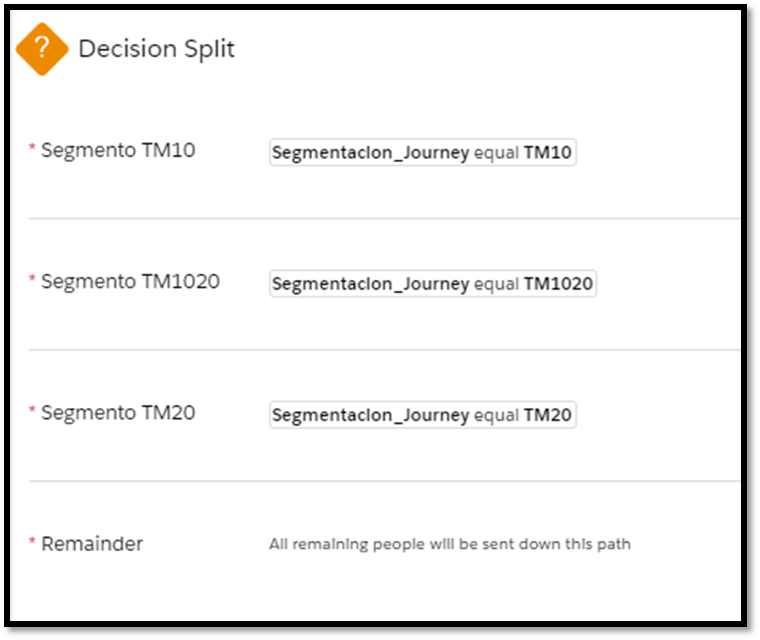 ?
Decision Split
* Segmento TM10 Segmentacion_Journey equal TM10
* Segmento TM1020 Segmentacion_Journey equal TM1020
* Segmento TM20 Segmentacion_Journey equal TM20
* Remainder All remaining people will be sent down this path